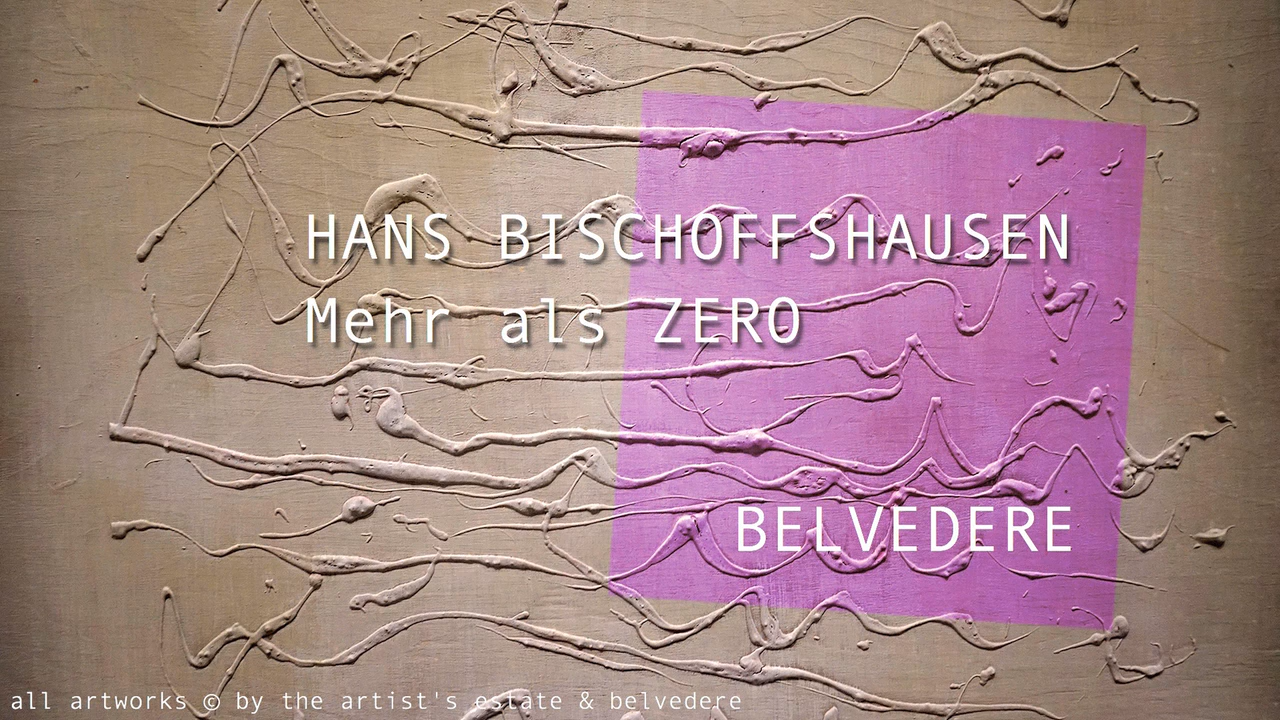 HANS BISCHOFFSHAUSEN
Mehr als ZERO
BELVEDERE
all artworks © by the artist's estate & belvedere